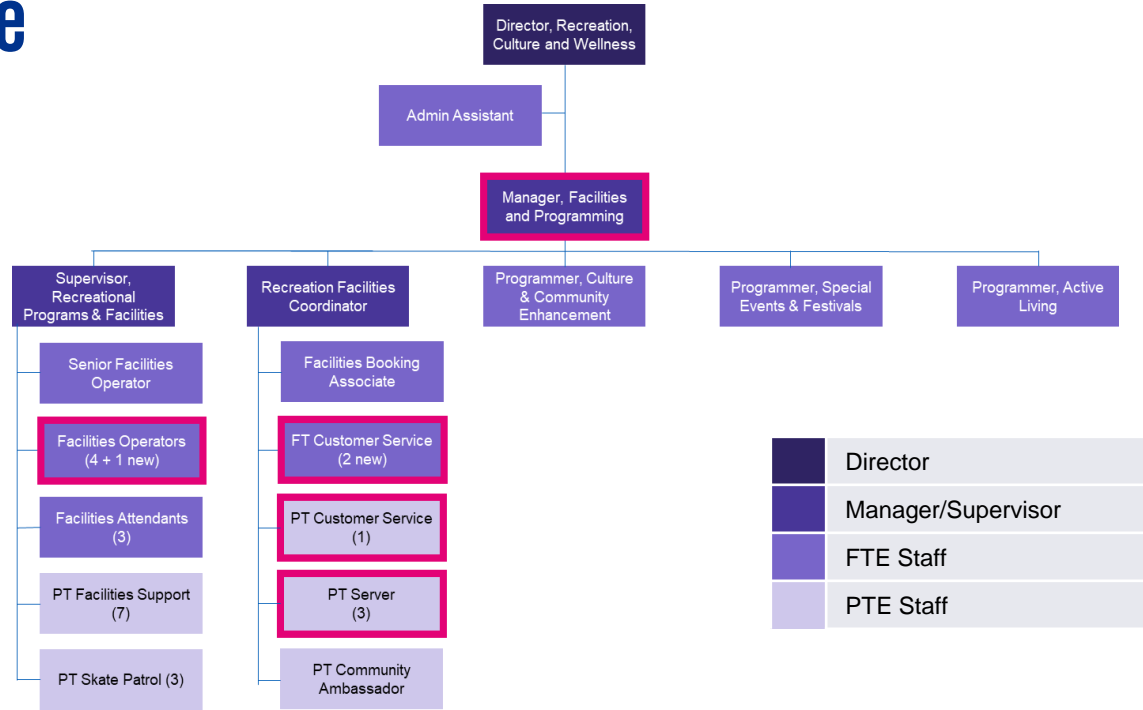 e
Director, Recreation,
Culture and Wellness
Admin Assistant
Manager, Facilities
and Programming
Supervisor,
Recreational
Programs & Facilities
Recreation Facilities
Coordinator
Programmer, Culture
& Community
Enhancement
Programmer, Special
Events & Festivals
Programmer, Active
Living
Senior Facilities
Operator
Facilities Operators
(4 + 1 new)
Facilities Attendants
(3)
PT Facilities Support
(7)
PT Skate Patrol (3)
Facilities Booking
Associate
FT Customer Service
(2 new)
PT Customer Service
(1)
PT Server
(3)
PT Community
Ambassador
Director
Manager/Supervisor
FTE Staff
PTE Staff